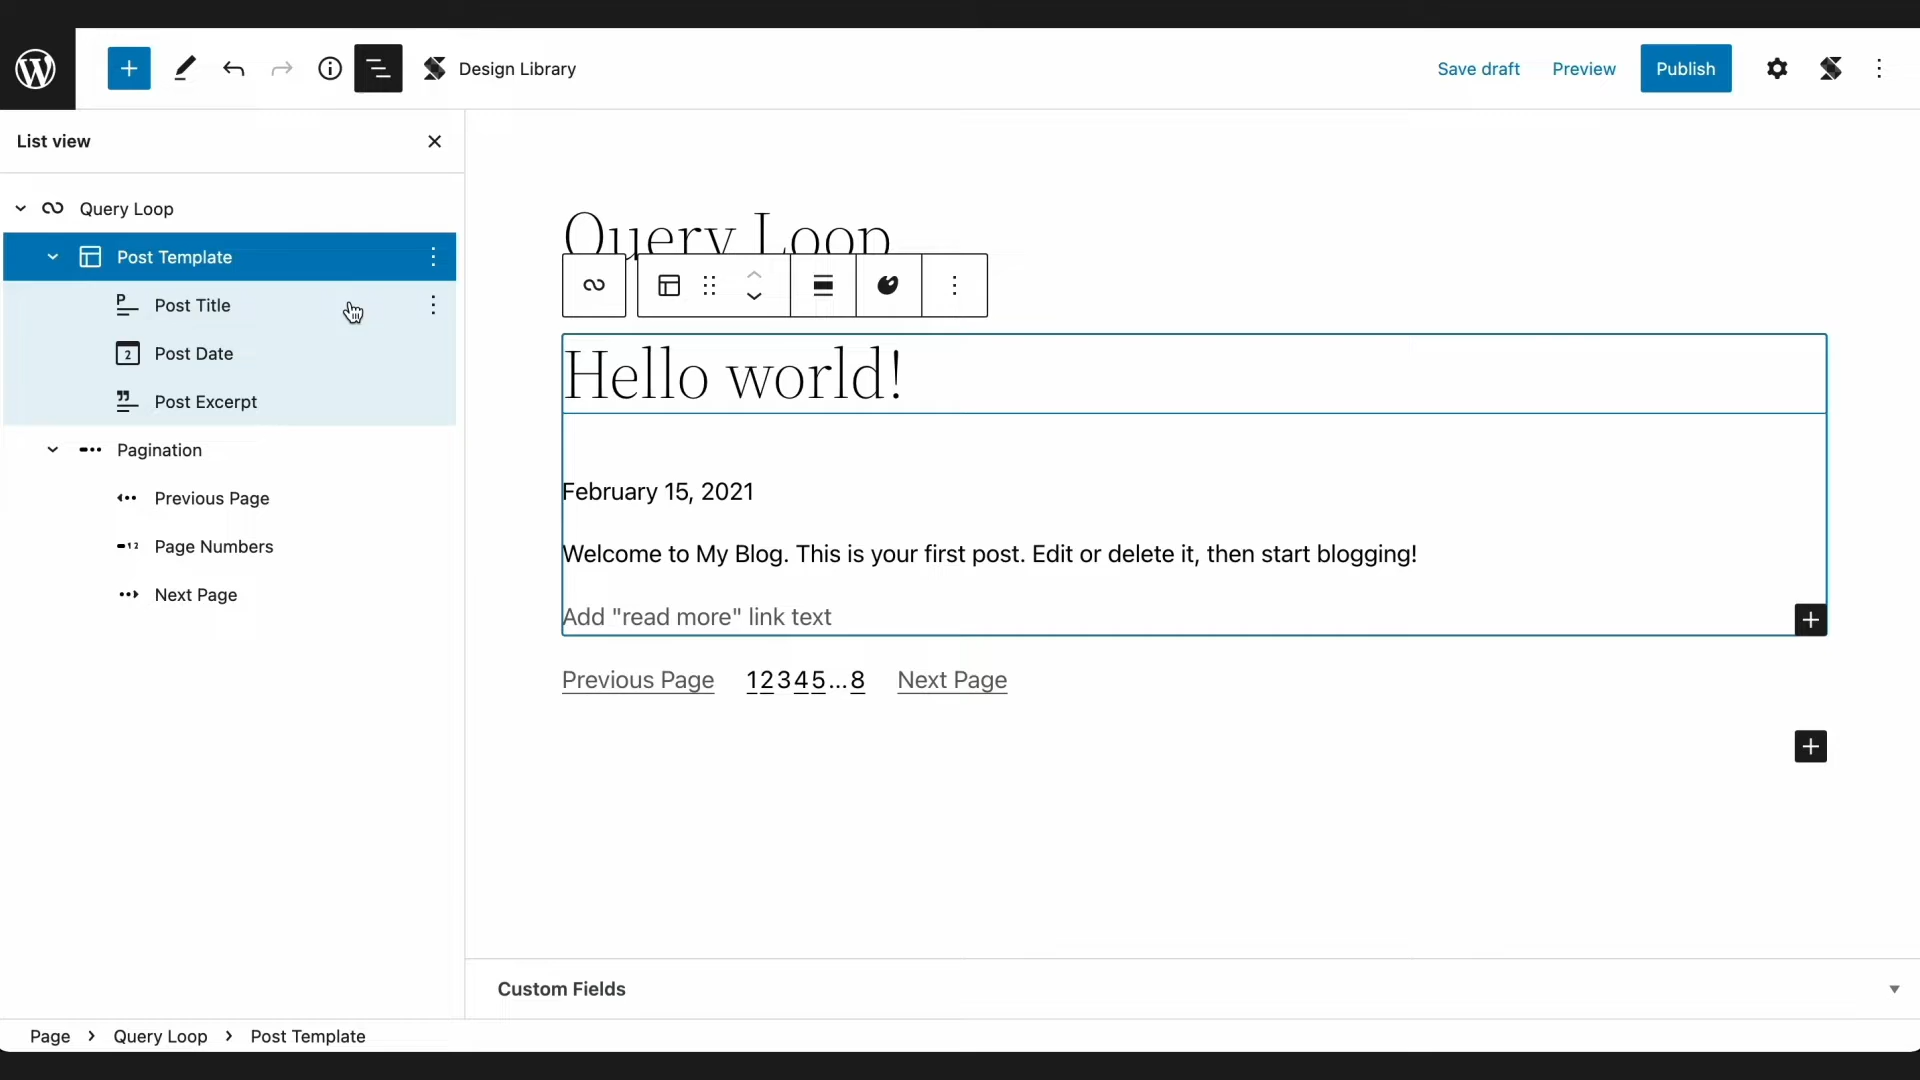 Design Library
Save draft
Preview
Publish
List view
Query Loop
Post Template
Post Title
Post Date
Post Excerpt
Pagination
Previous Page
Page Numbers
Next Page
Query Loop
Hello world!
February 15, 2021
Welcome to My Blog. This is your first post. Edit or delete it, then start blogging!
Add "read more" link text
Previous Page 12345...8 Next Page
Custom Fields
Page > Query Loop > Post Template